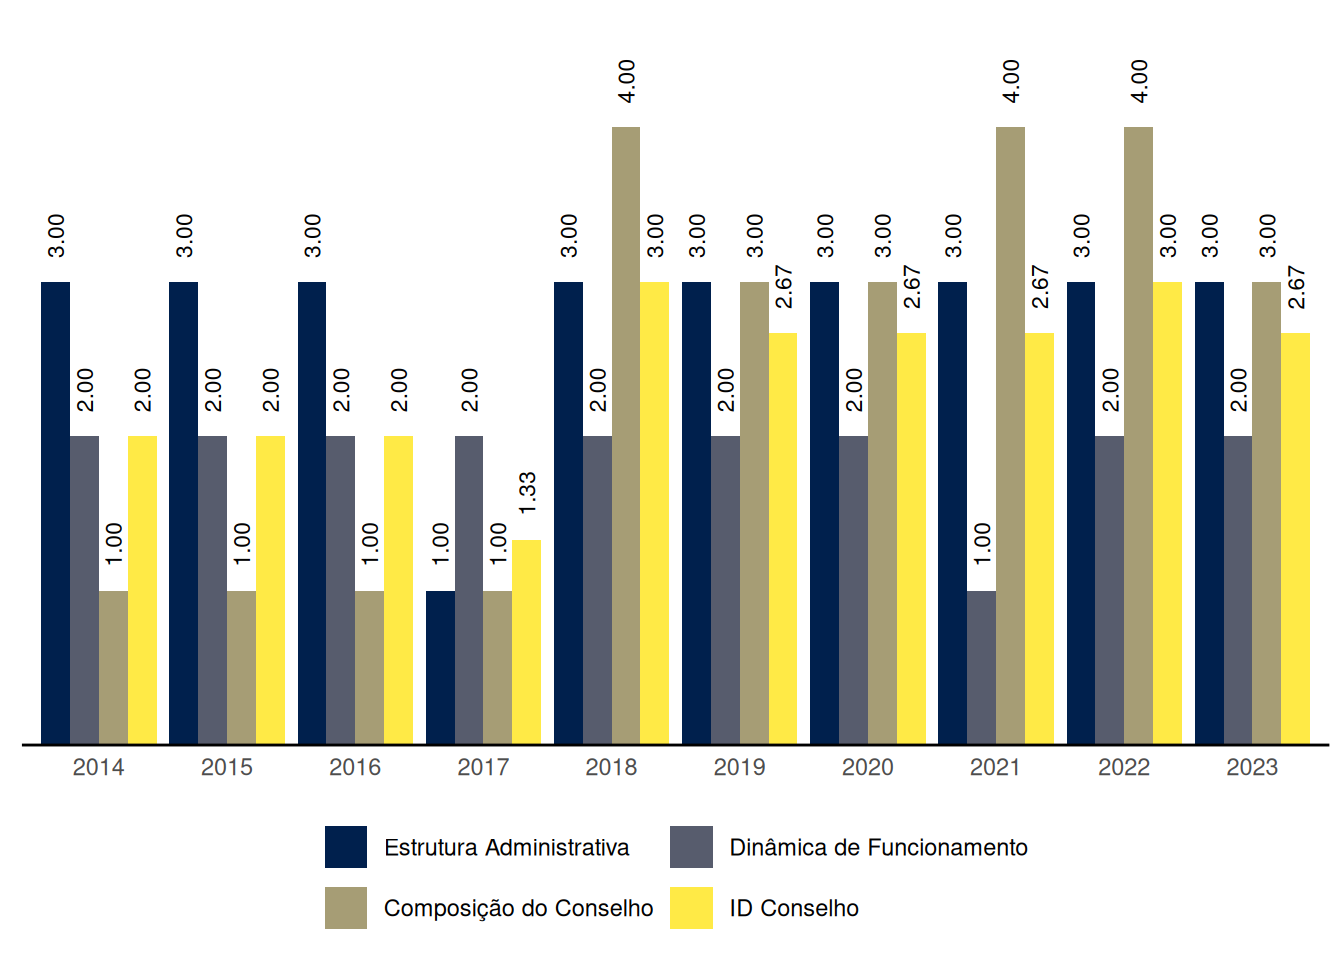 3.00 2.00 1.00 2.00 3.00 2.00 1.00 2.00 3.00 2.00 1.00 2.00 1.00 2.00 1.00 1.33 3.00 2.00 4.00 3.00 3.00 2.00 3.00 2.67 3.00 2.00 3.00 2.67 3.00 1.00 4.00 2.67 3.00 2.00 4.00 3.00 3.00 2.00 3.00 2.67
2014 2015 2016 2017 2018 2019 2020 2021 2022 2023
Estrutura Administrativa Dinâmica de Funcionamento
Composição do Conselho ID Conselho